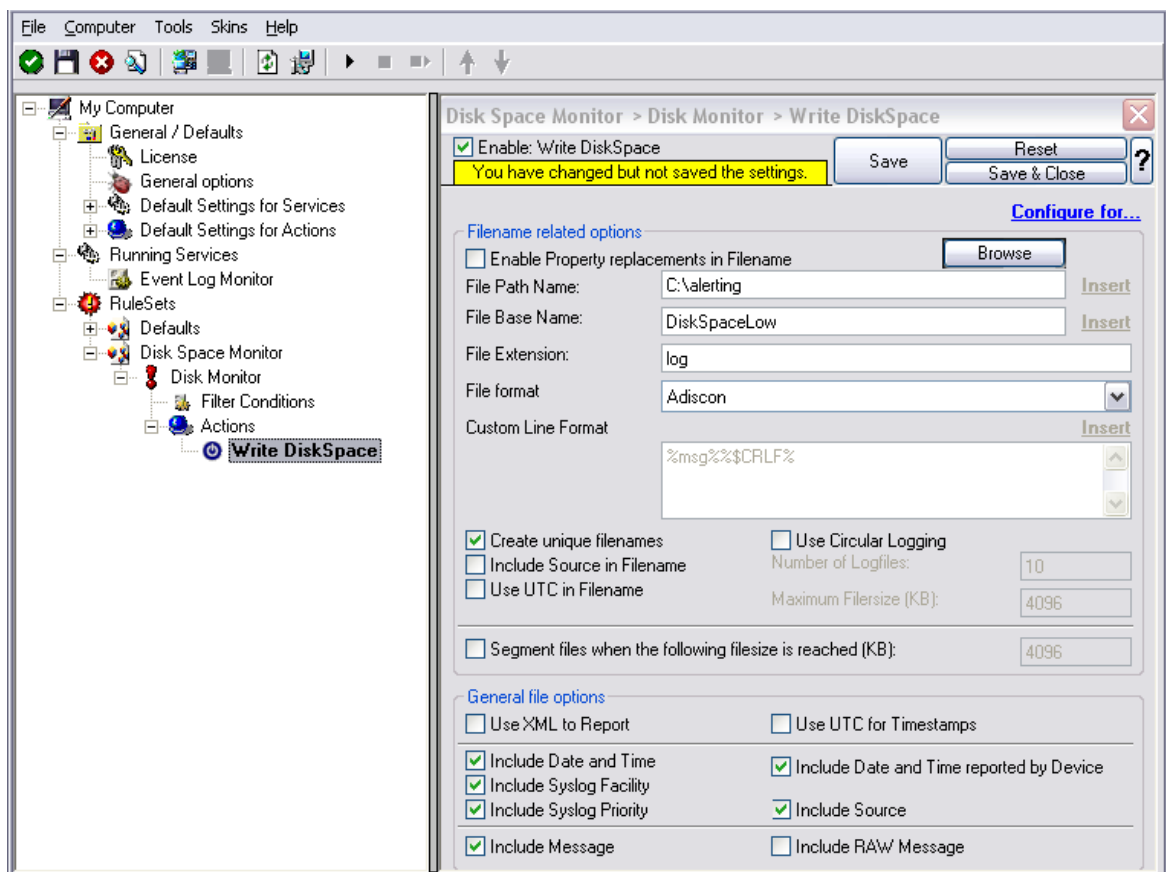 File Computer Tools Skins Help
My Computer
General / Defaults
License
General options
Default Settings for Services
Default Settings for Actions
Running Services
Event Log Monitor
RuleSets
Defaults
Disk Space Monitor
Disk Monitor
Filter Conditions
Actions
Write DiskSpace
Disk Space Monitor > Disk Monitor > Write DiskSpace
Enable: Write DiskSpace
You have changed but not saved the settings.
Save
Reset
Save & Close
?
Configure for...
Filename related options
Enable Property replacements in Filename
Browse
File Path Name: C:\alerting Insert
File Base Name: DiskSpaceLow Insert
File Extension: log
File format Adiscon
Custom Line Format Insert
%msg%%$CRLF%
Create unique filenames Use Circular Logging
Include Source in Filename Number of Logfiles: 10
Use UTC in Filename Maximum Filersize (KB): 4096
Segment files when the following filesize is reached (KB): 4096
General file options
Use XML to Report Use UTC for Timestamps
Include Date and Time Include Date and Time reported by Device
Include Syslog Facility
Include Syslog Priority Include Source
Include Message Include RAW Message